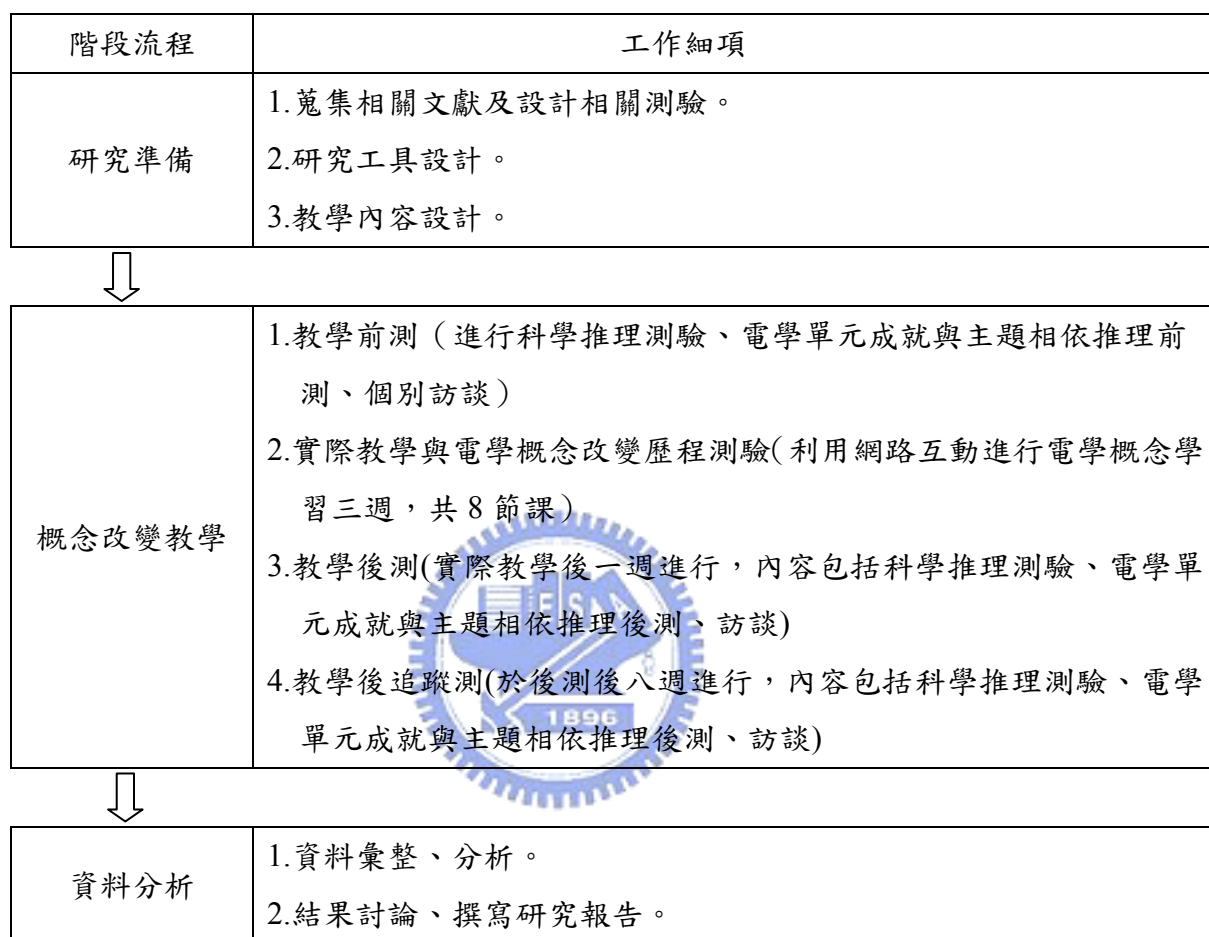 階段流程 工作細項
研究準備
1.蒐集相關文獻及設計相關測驗。
2.研究工具設計。
3.教學內容設計。
概念改變教學
1.教學前測（進行科學推理測驗、電學單元成就與主題相依推理前
測、個別訪談）
2.實際教學與電學概念改變歷程測驗(利用網路互動進行電學概念學
習三週，共 8 節課)
3.教學後測(實際教學後一週進行，內容包括科學推理測驗、電學單
元成就與主題相依推理後測、訪談)
4.教學後追蹤測(於後測後八週進行，內容包括科學推理測驗、電學
單元成就與主題相依推理後測、訪談)
ES
1896
資料分析
1.資料彙整、分析。
2.結果討論、撰寫研究報告。